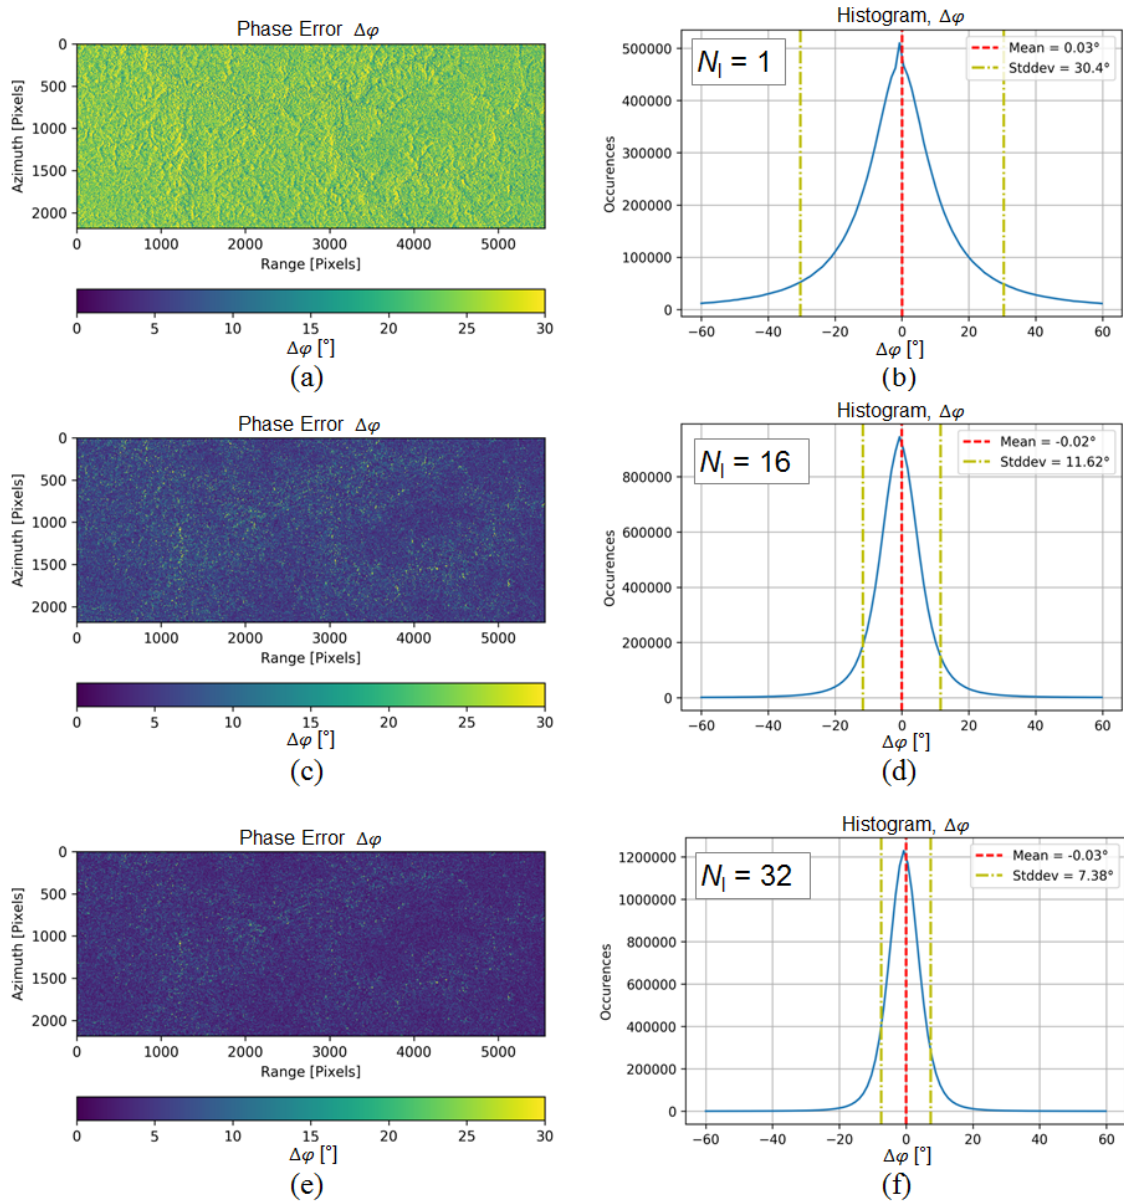 Phase Error Δφ
0
500
1000
1500
2000
Azimuth [Pixels]
0 1000 2000 3000 4000 5000
Range [Pixels]
0 5 10 15 20 25 30
Δφ [°]
(a)
Histogram, Δφ
Nl = 1
Mean = 0.03°
Stddev = 30.4°
500000
400000
300000
200000
100000
0
Occurences
−60 −40 −20 0 20 40 60
Δφ [°]
(b)
Phase Error Δφ
0
500
1000
1500
2000
Azimuth [Pixels]
0 1000 2000 3000 4000 5000
Range [Pixels]
0 5 10 15 20 25 30
Δφ [°]
(c)
Histogram, Δφ
Nl = 16
Mean = -0.02°
Stddev = 11.62°
800000
600000
400000
200000
0
Occurences
−60 −40 −20 0 20 40 60
Δφ [°]
(d)
Phase Error Δφ
0
500
1000
1500
2000
Azimuth [Pixels]
0 1000 2000 3000 4000 5000
Range [Pixels]
0 5 10 15 20 25 30
Δφ [°]
(e)
Histogram, Δφ
Nl = 32
Mean = -0.03°
Stddev = 7.38°
1200000
1000000
800000
600000
400000
200000
0
Occurences
−60 −40 −20 0 20 40 60
Δφ [°]
(f)